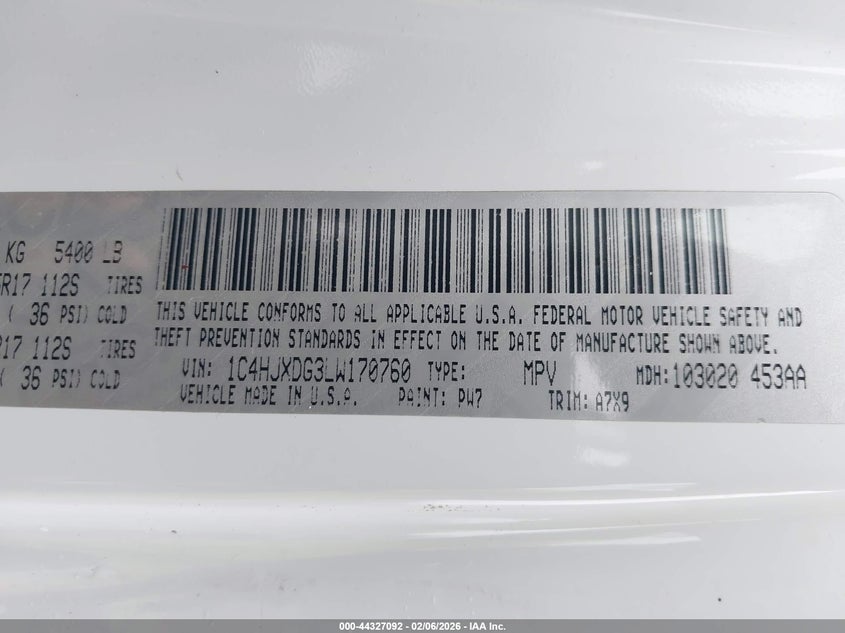 KG 5400 LB
R17 112S TIRES
( 36 PSI) COLD
R17 112S TIRES
( 36 PSI) COLD
THIS VEHICLE CONFORMS TO ALL APPLICABLE U.S.A. FEDERAL MOTOR VEHICLE SAFETY AND
THEFT PREVENTION STANDARDS IN EFFECT ON THE DATE OF MANUFACTURE SHOWN ABOVE.
VIN: 1C4HJXDG3LW170760 TYPE: MPV MDH: 103020 453AA
VEHICLE MADE IN U.S.A. PAINT: PW7 TRIM: A7X9
000-44327092 - 02/06/2026 - IAA Inc.